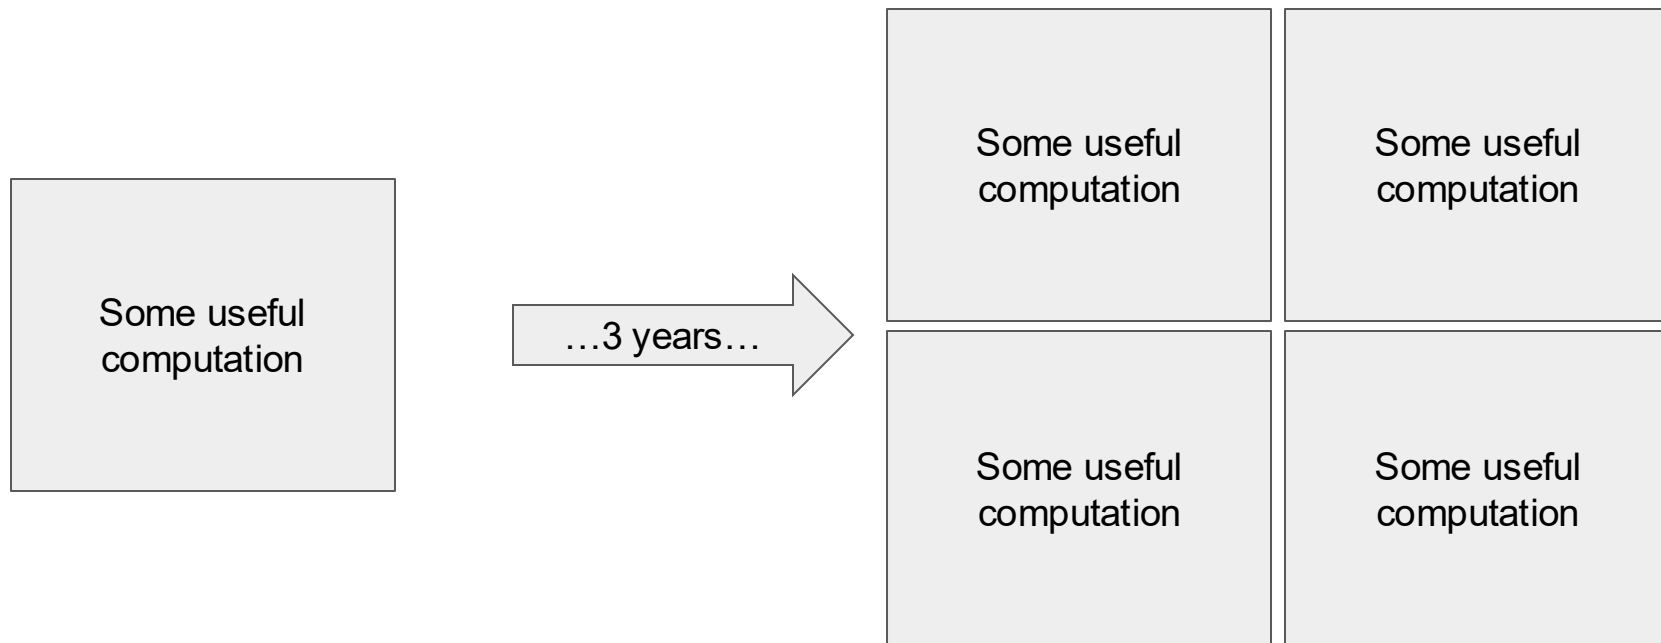 Some useful
computation
…3 years…
Some useful
computation
Some useful
computation
Some useful
computation
Some useful
computation